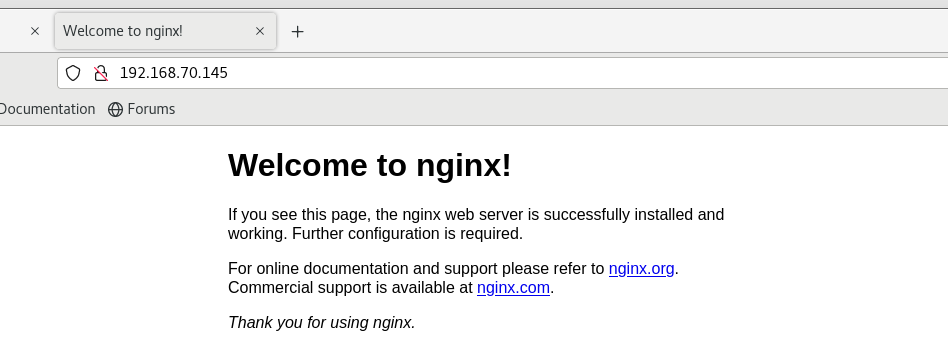 Welcome to nginx!
192.168.70.145
Documentation Forums
Welcome to nginx!
If you see this page, the nginx web server is successfully installed and
working. Further configuration is required.
For online documentation and support please refer to nginx.org.
Commercial support is available at nginx.com.
Thank you for using nginx.